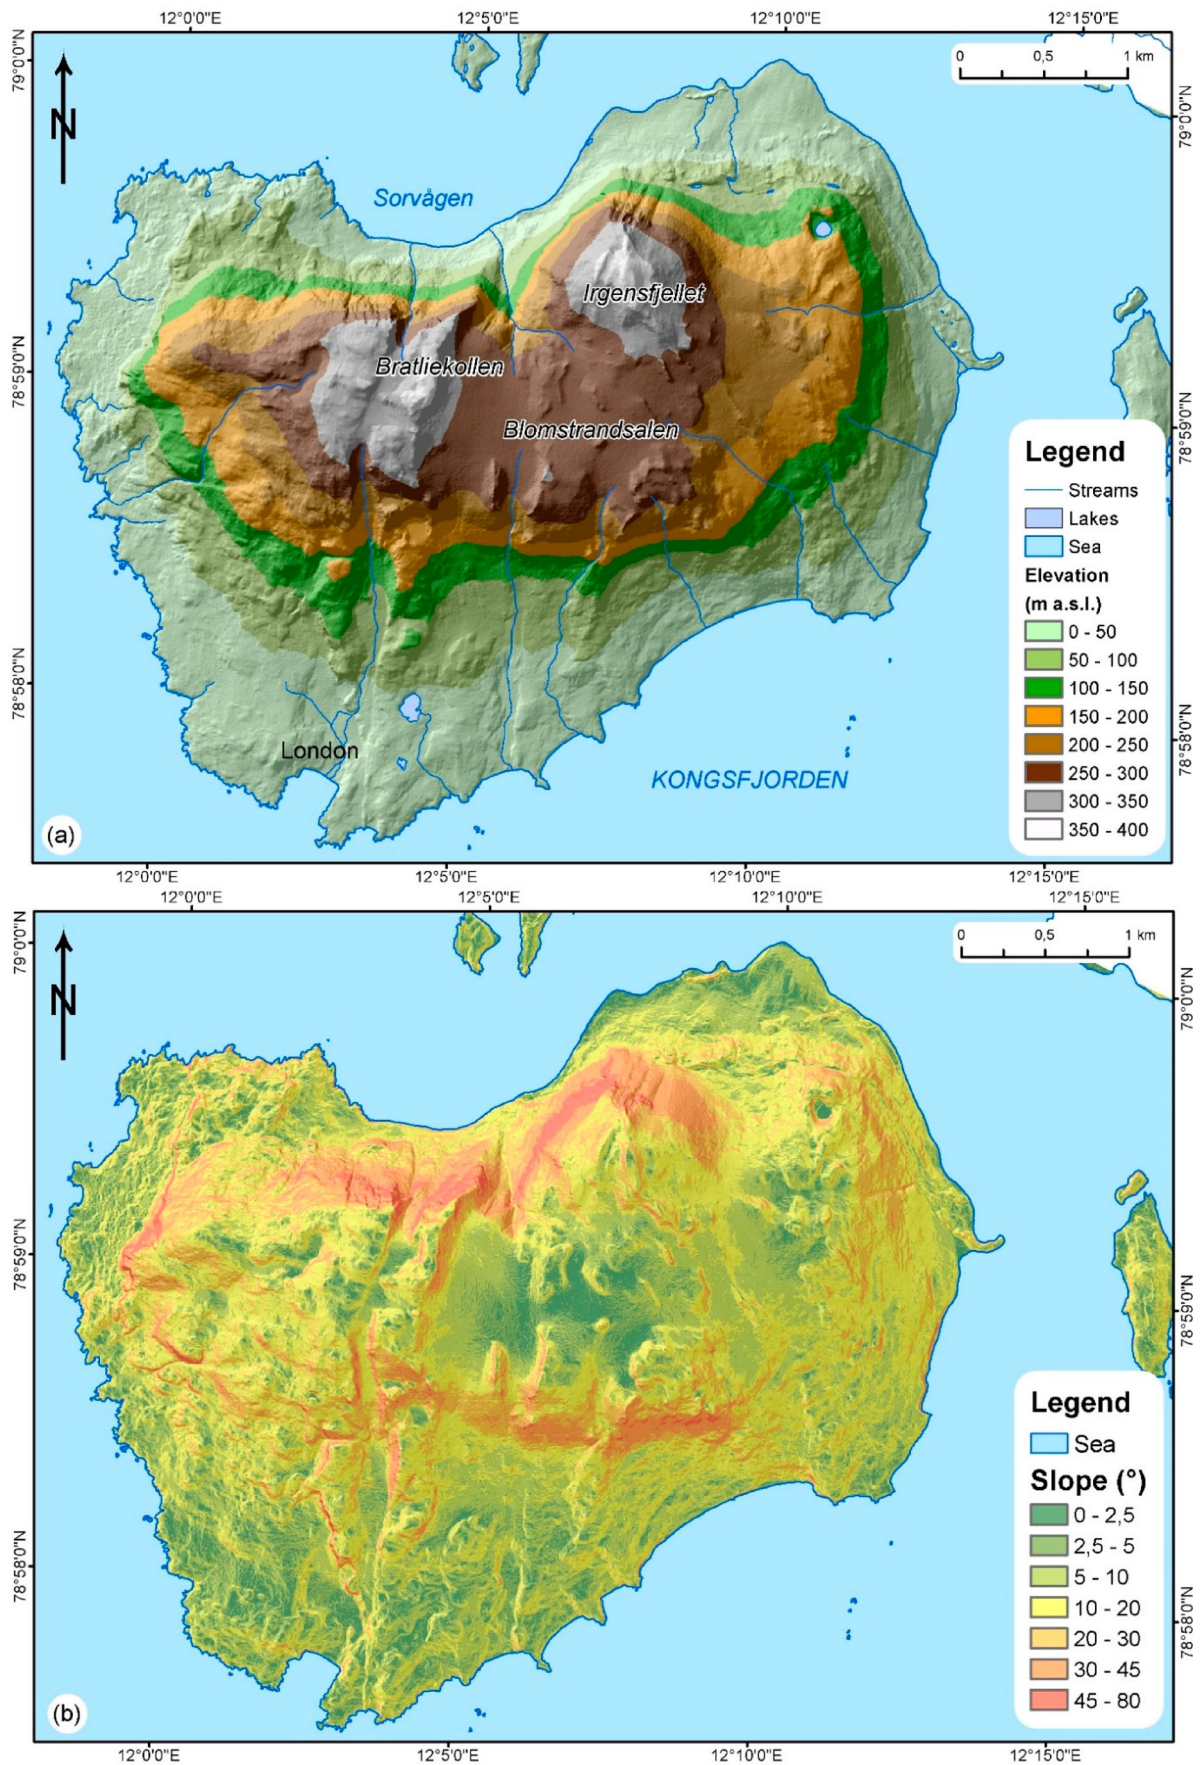 12°0'0"E 12°5'0"E 12°10'0"E 12°15'0"E
79°0'0"N
79°0'0"N
0 0,5 1 km
N
Sorvågen
Irgensfjellet
Bratliekollen
78°59'0"N
78°59'0"N
Blomstrandsalen
Legend
Streams
Lakes
Sea
Elevation
(m a.s.l.)
0 - 50
50 - 100
100 - 150
150 - 200
200 - 250
250 - 300
300 - 350
350 - 400
78°58'0"N
78°58'0"N
London
KONGSFJORDEN
(a)
12°0'0"E 12°5'0"E 12°10'0"E 12°15'0"E
12°0'0"E 12°5'0"E 12°10'0"E 12°15'0"E
79°0'0"N
79°0'0"N
0 0,5 1 km
N
78°59'0"N
78°59'0"N
Legend
Sea
Slope (°)
0 - 2,5
2,5 - 5
5 - 10
10 - 20
20 - 30
30 - 45
45 - 80
78°58'0"N
78°58'0"N
(b)
12°0'0"E 12°5'0"E 12°10'0"E 12°15'0"E